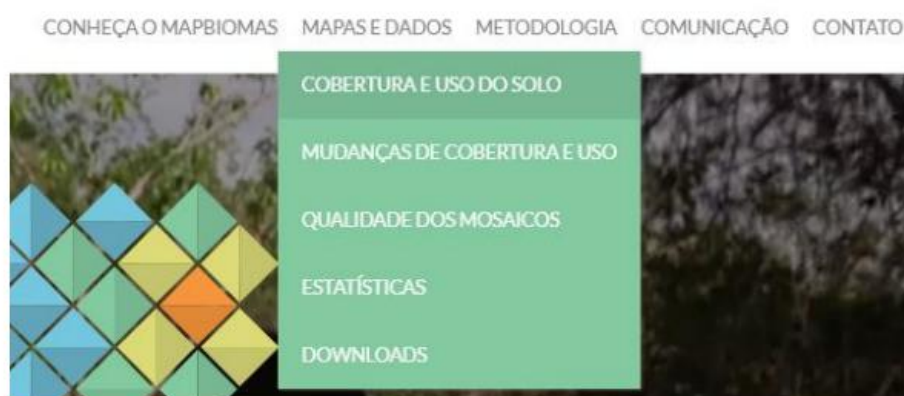 CONHEÇA O MAPBIOMAS MAPAS E DADOS METODOLOGIA COMUNICAÇÃO CONTATO
COBERTURA E USO DO SOLO
MUDANÇAS DE COBERTURA E USO
QUALIDADE DOS MOSAICOS
ESTATÍSTICAS
DOWNLOADS